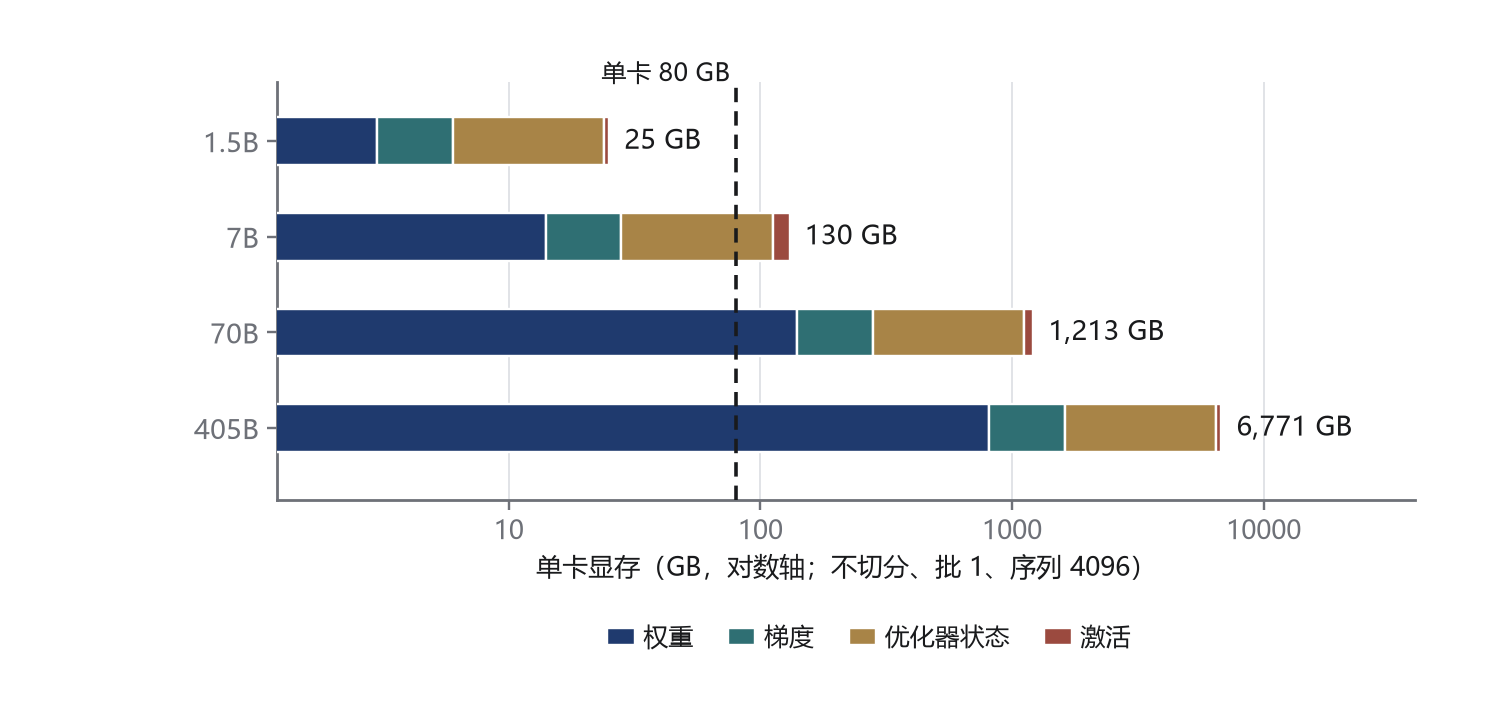 单卡 80 GB
1.5B
25 GB
7B
130 GB
70B
1,213 GB
405B
6,771 GB
10 100 1000 10000
单卡显存（GB，对数轴；不切分、批 1、序列 4096）
权重 梯度 优化器状态 激活